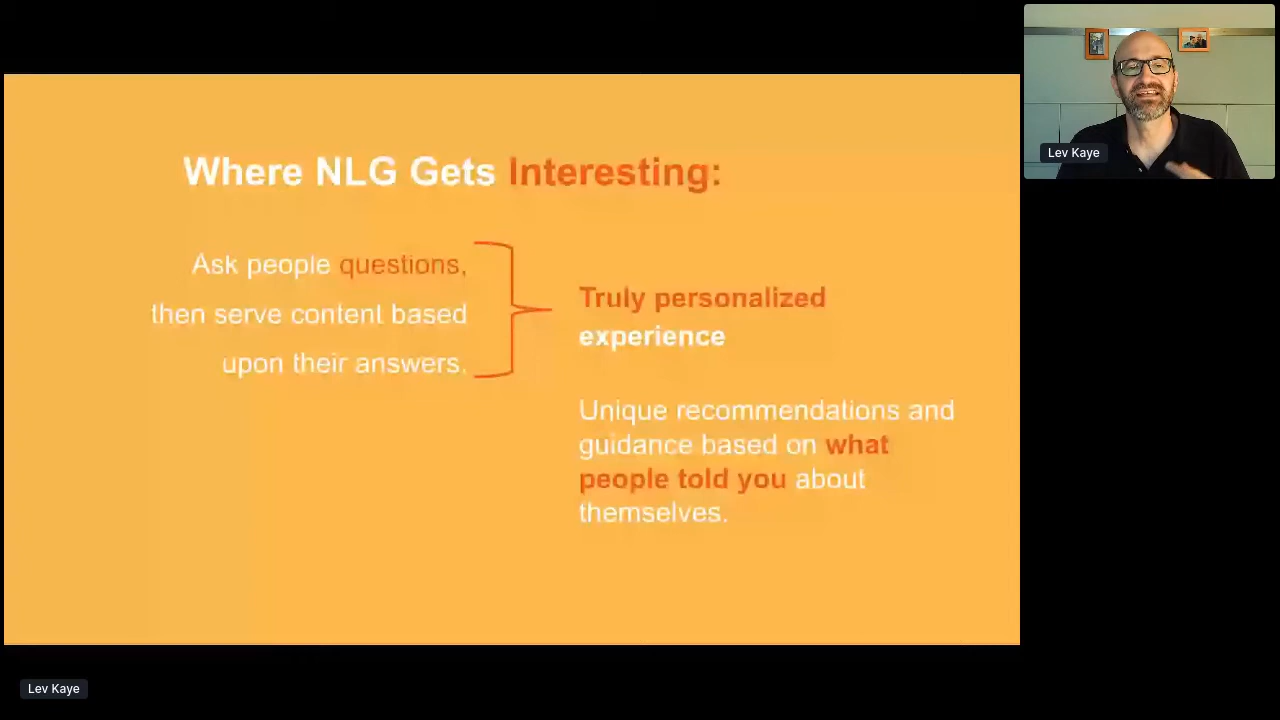 Where NLG Gets Interesting:
Ask people questions,
then serve content based
upon their answers.
Truly personalized
experience
Unique recommendations and
guidance based on what
people told you about
themselves.
Lev Kaye
Lev Kaye